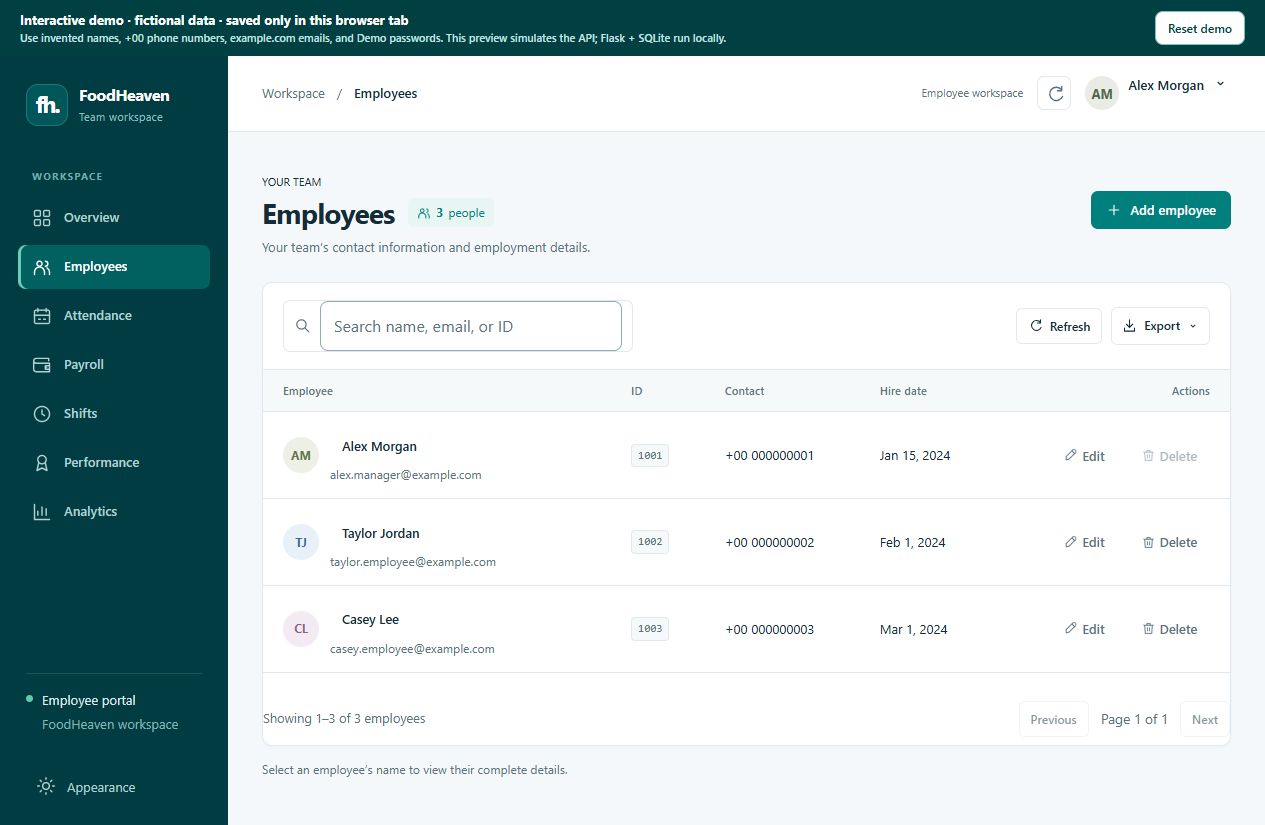 Interactive demo · fictional data · saved only in this browser tab
Use invented names, +00 phone numbers, example.com emails, and Demo passwords. This preview simulates the API; Flask + SQLite run locally.
Reset demo
fh.
FoodHeaven
Team workspace
WORKSPACE
Overview
Employees
Attendance
Payroll
Shifts
Performance
Analytics
Employee portal
FoodHeaven workspace
Appearance
Workspace / Employees
Employee workspace
AM
Alex Morgan
YOUR TEAM
Employees
3 people
Your team's contact information and employment details.
+ Add employee
Search name, email, or ID
Refresh
Export
Employee ID Contact Hire date Actions
AM Alex Morgan 1001 +00 000000001 Jan 15, 2024 Edit Delete
alex.manager@example.com
TJ Taylor Jordan 1002 +00 000000002 Feb 1, 2024 Edit Delete
taylor.employee@example.com
CL Casey Lee 1003 +00 000000003 Mar 1, 2024 Edit Delete
casey.employee@example.com
Showing 1–3 of 3 employees
Previous Page 1 of 1 Next
Select an employee's name to view their complete details.